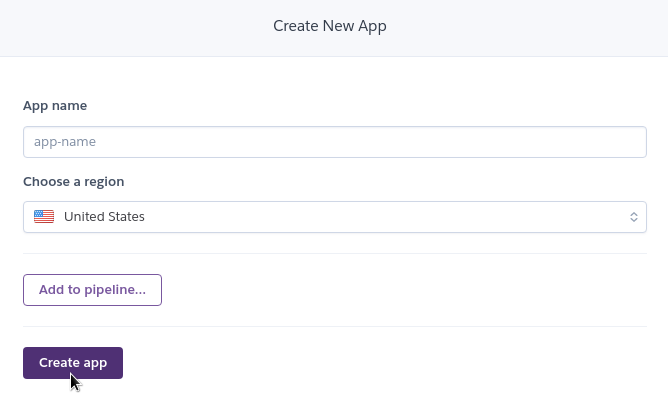 Create New App
App name
app-name
Choose a region
United States
Add to pipeline...
Create app